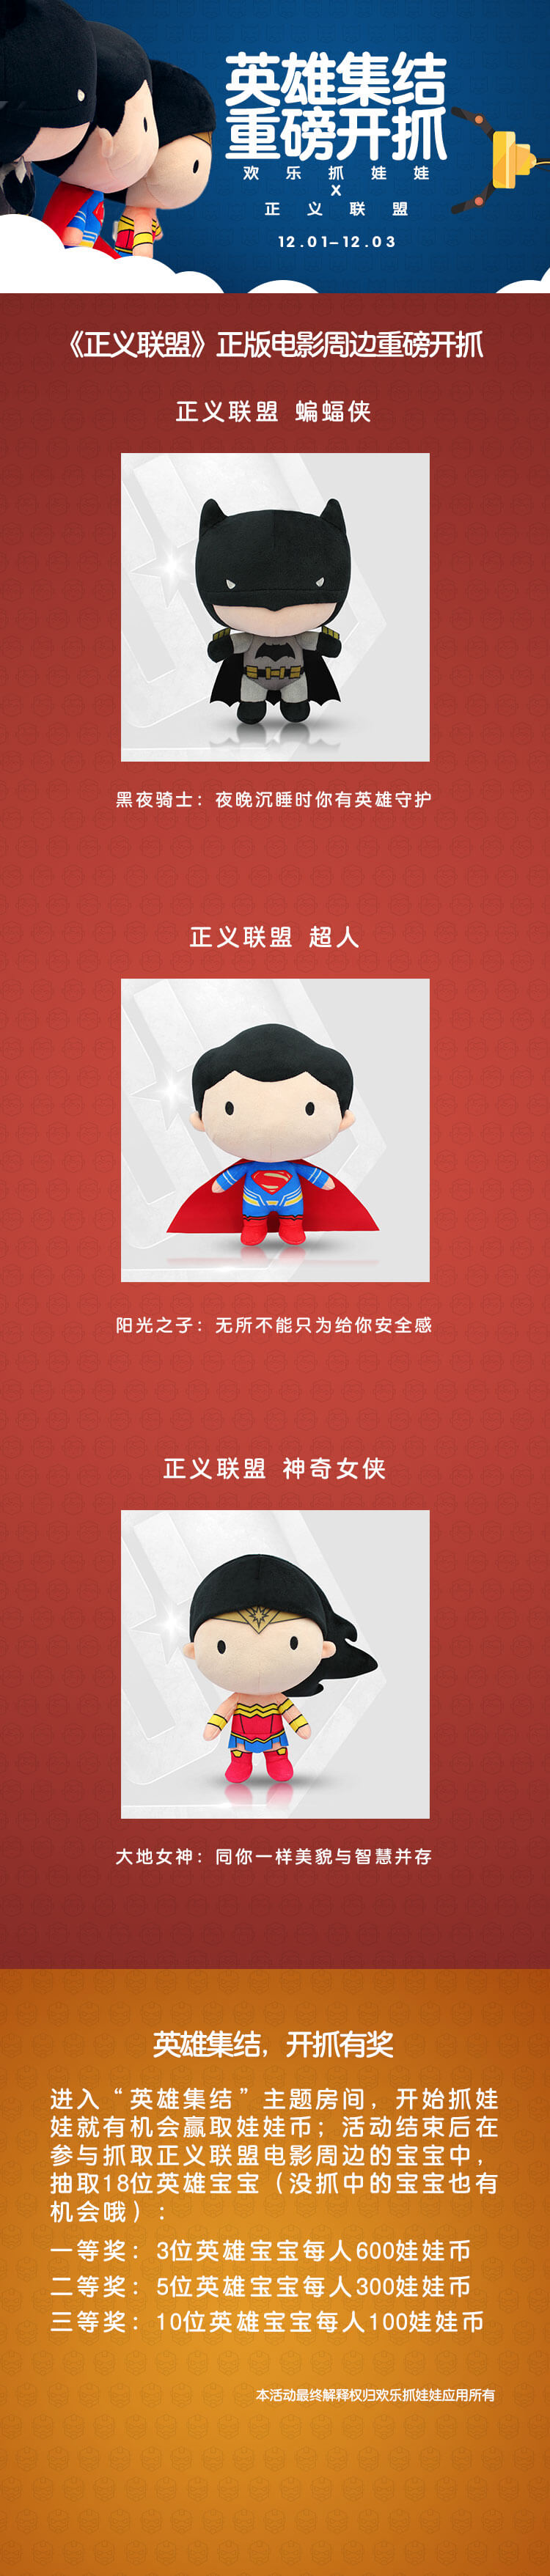 英雄集结
重磅开抓
欢乐抓娃娃
X
正义联盟
12.01-12.03
《正义联盟》正版电影周边重磅开抓
正义联盟 蝙蝠侠
黑夜骑士：夜晚沉睡时你有英雄守护
正义联盟 超人
阳光之子：无所不能只为给你安全感
正义联盟 神奇女侠
大地女神：同你一样美貌与智慧并存
英雄集结，开抓有奖
进入“英雄集结”主题房间，开始抓娃
娃就有机会赢取娃娃币；活动结束后在
参与抓取正义联盟电影周边的宝宝中，
抽取18位英雄宝宝（没抓中的宝宝也有
机会哦）：
一等奖：3位英雄宝宝每人600娃娃币
二等奖：5位英雄宝宝每人300娃娃币
三等奖：10位英雄宝宝每人100娃娃币
本活动最终解释权归欢乐抓娃娃应用所有